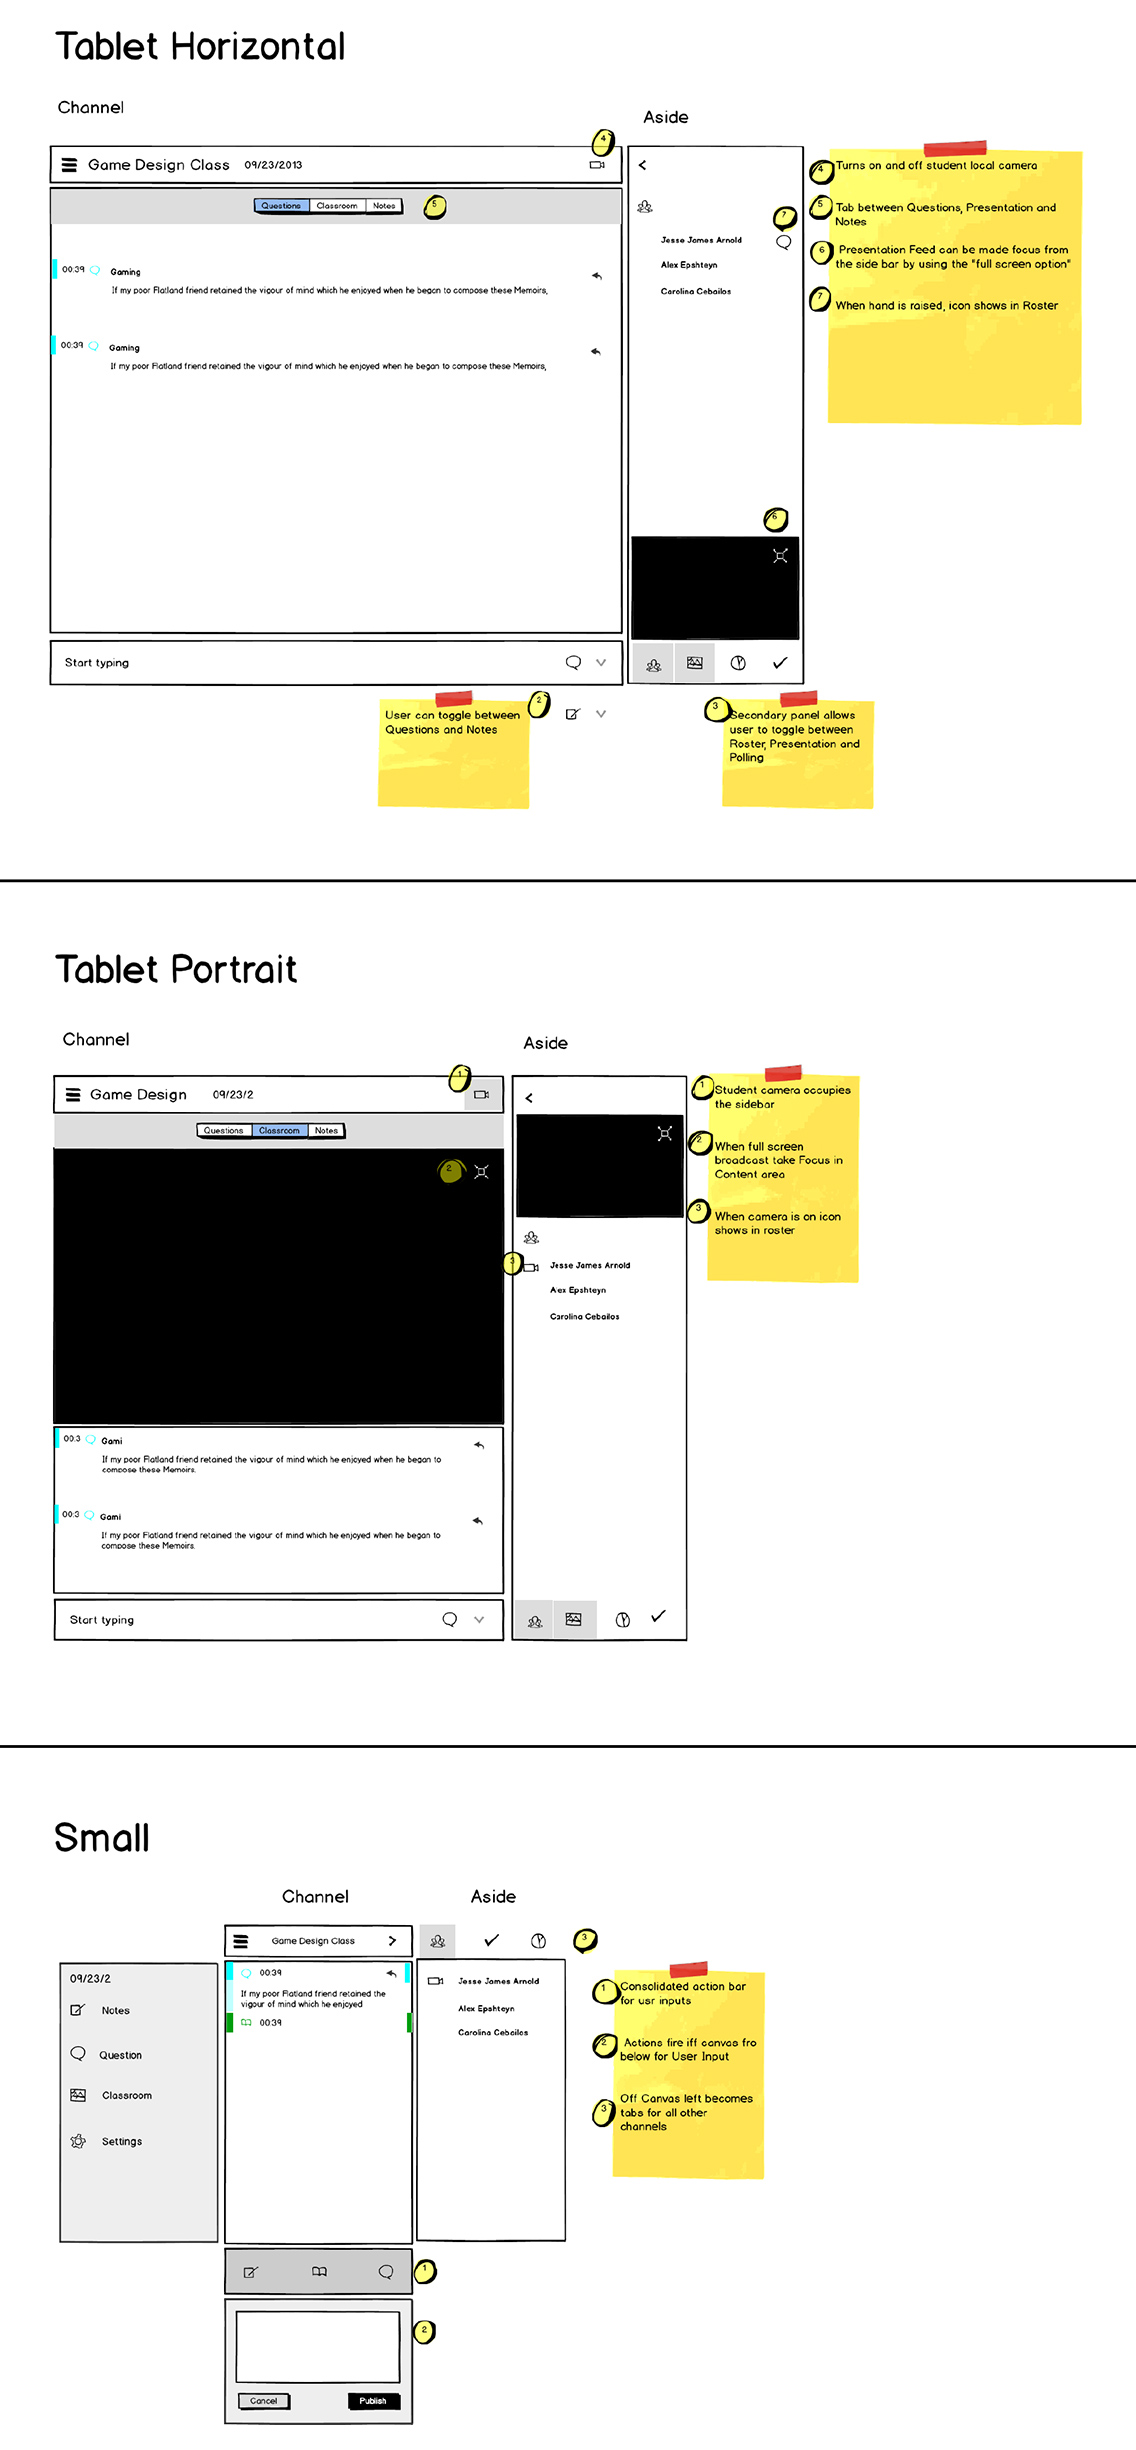 Tablet Horizontal
Channel
Aside
4
Game Design Class 09/23/2013
Questions Classroom Notes
5
00:39 Gaming
If my poor Flatland friend retained the vigour of mind which he enjoyed when he began to compose these Memoirs,
00:39 Gaming
If my poor Flatland friend retained the vigour of mind which he enjoyed when he began to compose these Memoirs,
Start typing
<
7
Jesse James Arnold
Alex Epshteyn
Carolina Cebailos
6
4 Turns on and off student local camera
5 Tab between Questions, Presentation and
Notes
6 Presentation Feed can be made focus from
the side bar by using the "full screen option"
7 When hand is raised, icon shows in Roster
User can toggle between
Questions and Notes
2
3 Secondary panel allows
user to toggle between
Roster, Presentation and
Polling
Tablet Portrait
Channel
Aside
1
Game Design 09/23/2
Questions Classroom Notes
2
00:3 Gami
If my poor Flatland friend retained the vigour of mind which he enjoyed when he began to
compose these Memoirs.
00:3 Gami
If my poor Flatland friend retained the vigour of mind which he enjoyed when he began to
compose these Memoirs.
Start typing
<
3
Jesse James Arnold
Alex Epshteyn
Carolina Cebailos
1 Student camera occupies
the sidebar
2 When full screen
broadcast take Focus in
Content area
3 When camera is on icon
shows in roster
Small
Channel
Aside
09/23/2
Notes
Question
Classroom
Settings
Game Design Class >
00:39
If my poor Flatland friend retained the
vigour of mind which he enjoyed
00:39
3
Jesse James Arnold
Alex Epshteyn
Carolina Cebailos
1 Consolidated action bar
for usr inputs
2 Actions fire iff canvas fro
below for User Input
3 Off Canvas left becomes
tabs for all other
channels
1
2
Cancel Publish